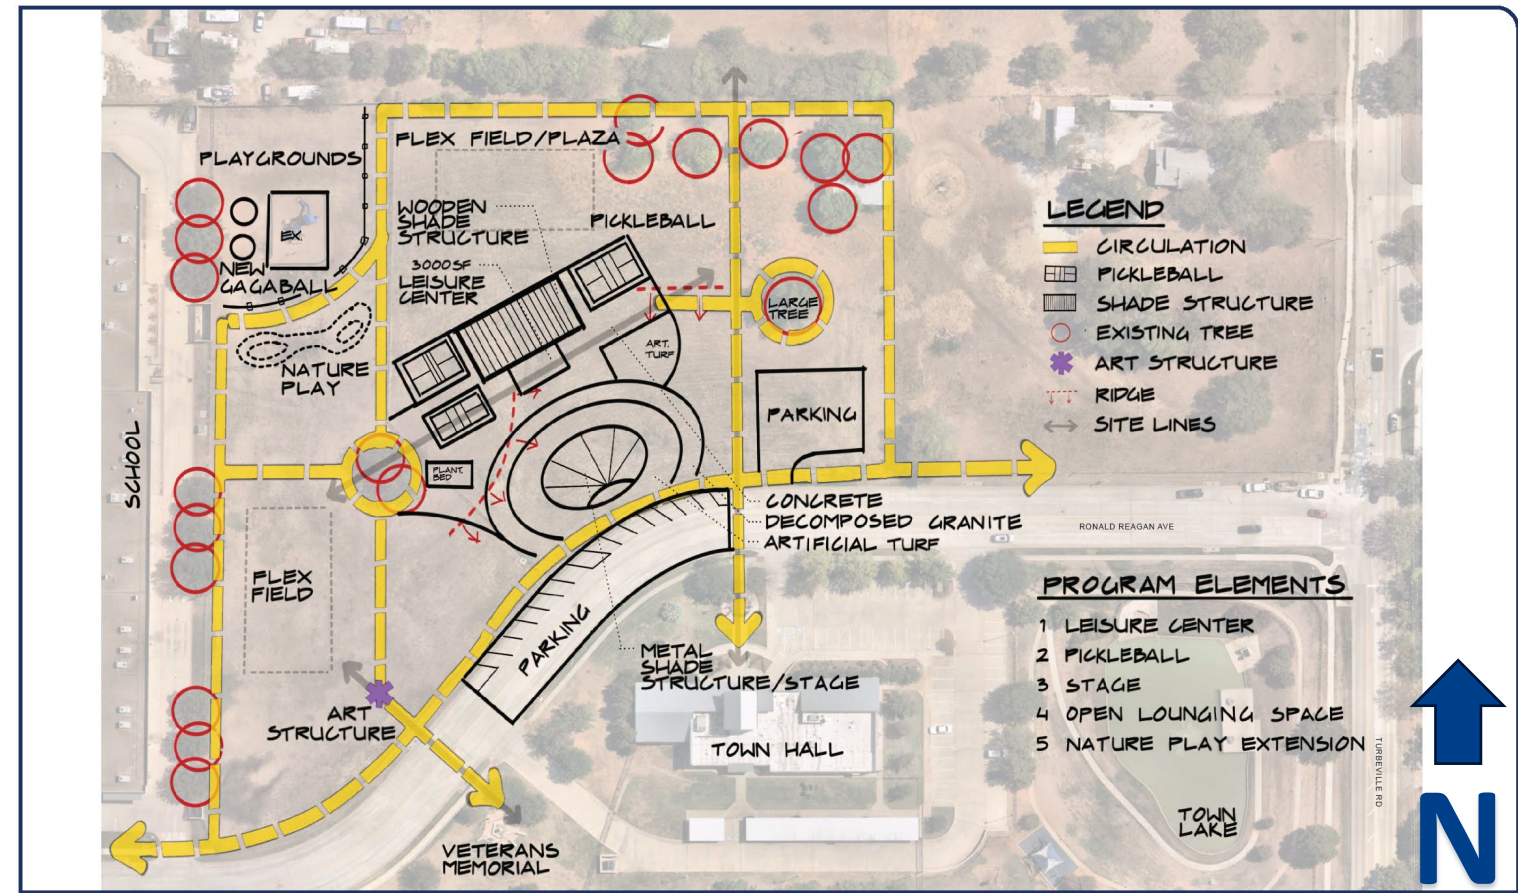 FLEX FIELD/PLAZA
PLAYGROUNDS
WOODEN
SHADE
STRUCTURE
PICKLEBALL
EX.
NEW
GAGABALL
3000SF
LEISURE
CENTER
LARGE
TREE
ART.
TURF
NATURE
PLAY
PARKING
SCHOOL
PLANT.
BED
CONCRETE
DECOMPOSED GRANITE
ARTIFICIAL TURF
FLEX
FIELD
PARKING
METAL
SHADE
STRUCTURE/STAGE
ART
STRUCTURE
TOWN HALL
VETERANS
MEMORIAL
LEGEND
CIRCULATION
PICKLEBALL
SHADE STRUCTURE
EXISTING TREE
ART STRUCTURE
RIDGE
SITE LINES
RONALD REAGAN AVE
PROGRAM ELEMENTS
1 LEISURE CENTER
2 PICKLEBALL
3 STAGE
4 OPEN LOUNGING SPACE
5 NATURE PLAY EXTENSION
TURBEVILLE RD
TOWN
LAKE
N